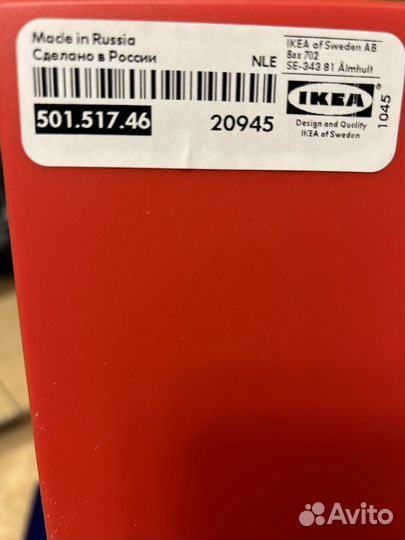 Made in Russia
Сделано в России
NLE
IKEA of Sweden AB
Box 702
SE-343 81 Älmhult
501.517.46
20945
IKEA®
Design and Quality
IKEA of Sweden
1045
Avito